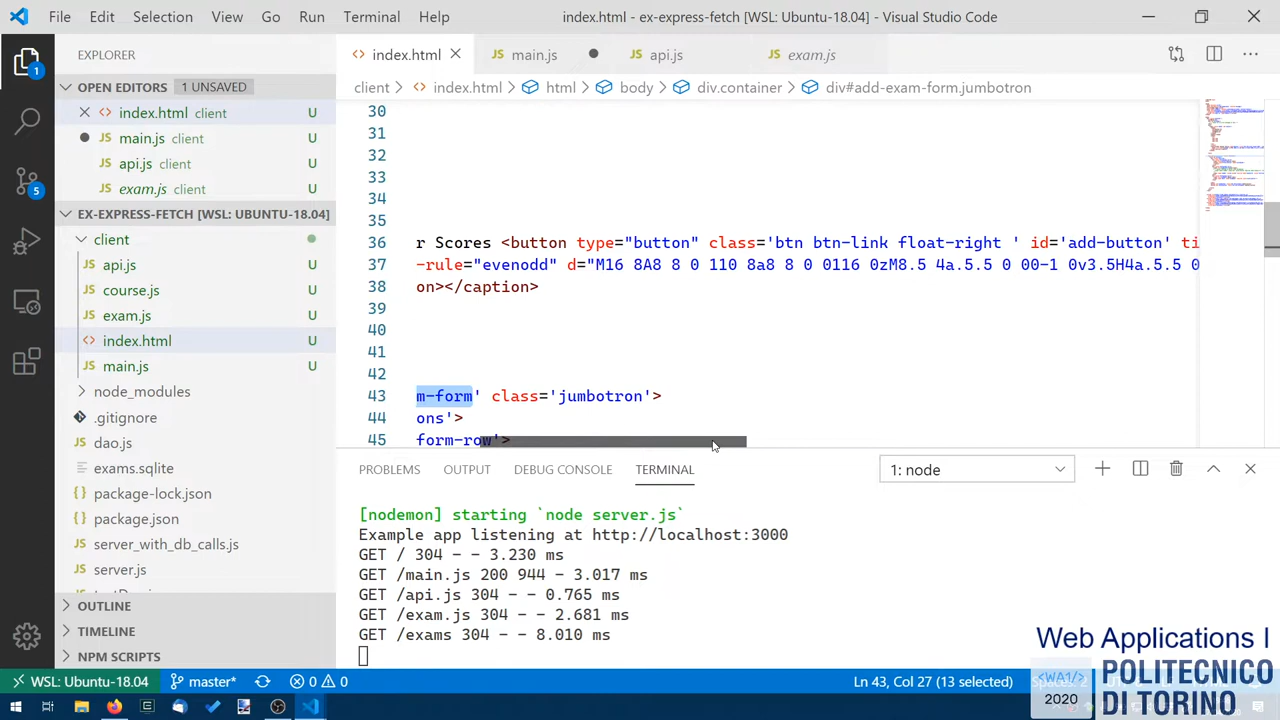 File Edit Selection View Go Run Terminal Help index.html - ex-express-fetch [WSL: Ubuntu-18.04] - Visual Studio Code
EXPLORER
1
OPEN EDITORS 1 UNSAVED
index.html client
main.js client U
api.js client U
exam.js client U
EX-EXPRESS-FETCH [WSL: UBUNTU-18.04]
client
api.js U
course.js U
exam.js U
index.html U
main.js U
node_modules
.gitignore
dao.js
exams.sqlite
package-lock.json
package.json
server_with_db_calls.js
server.js
OUTLINE
TIMELINE
NPM SCRIPTS
5
index.html main.js api.js exam.js
client > index.html > html > body > div.container > div#add-exam-form.jumbotron
30
31
32
33
34
35
36 r Scores <button type="button" class='btn btn-link float-right ' id='add-button' ti
37 -rule="evenodd" d="M16 8A8 8 0 110 8a8 8 0 0116 0zM8.5 4a.5.5 0 00-1 0v3.5H4a.5.5 0
38 on></caption>
39
40
41
42
43 m-form' class='jumbotron'>
44 ons'>
45 form-row'>
PROBLEMS OUTPUT DEBUG CONSOLE TERMINAL 1: node
[nodemon] starting `node server.js`
Example app listening at http://localhost:3000
GET / 304 - - 3.230 ms
GET /main.js 200 944 - 3.017 ms
GET /api.js 304 - - 0.765 ms
GET /exam.js 304 - - 2.681 ms
GET /exams 304 - - 8.010 ms
Web Applications I
<WA1/>
2020
POLITECNICO
DI TORINO
WSL: Ubuntu-18.04 master* 0 0 Ln 43, Col 27 (13 selected)